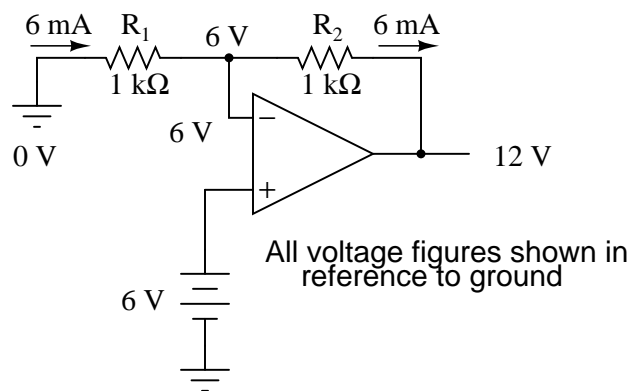 6 mA R₁ 6 V R₂ 6 mA
1 kΩ 1 kΩ
6 V −
0 V 12 V
+
All voltage figures shown in
reference to ground
6 V